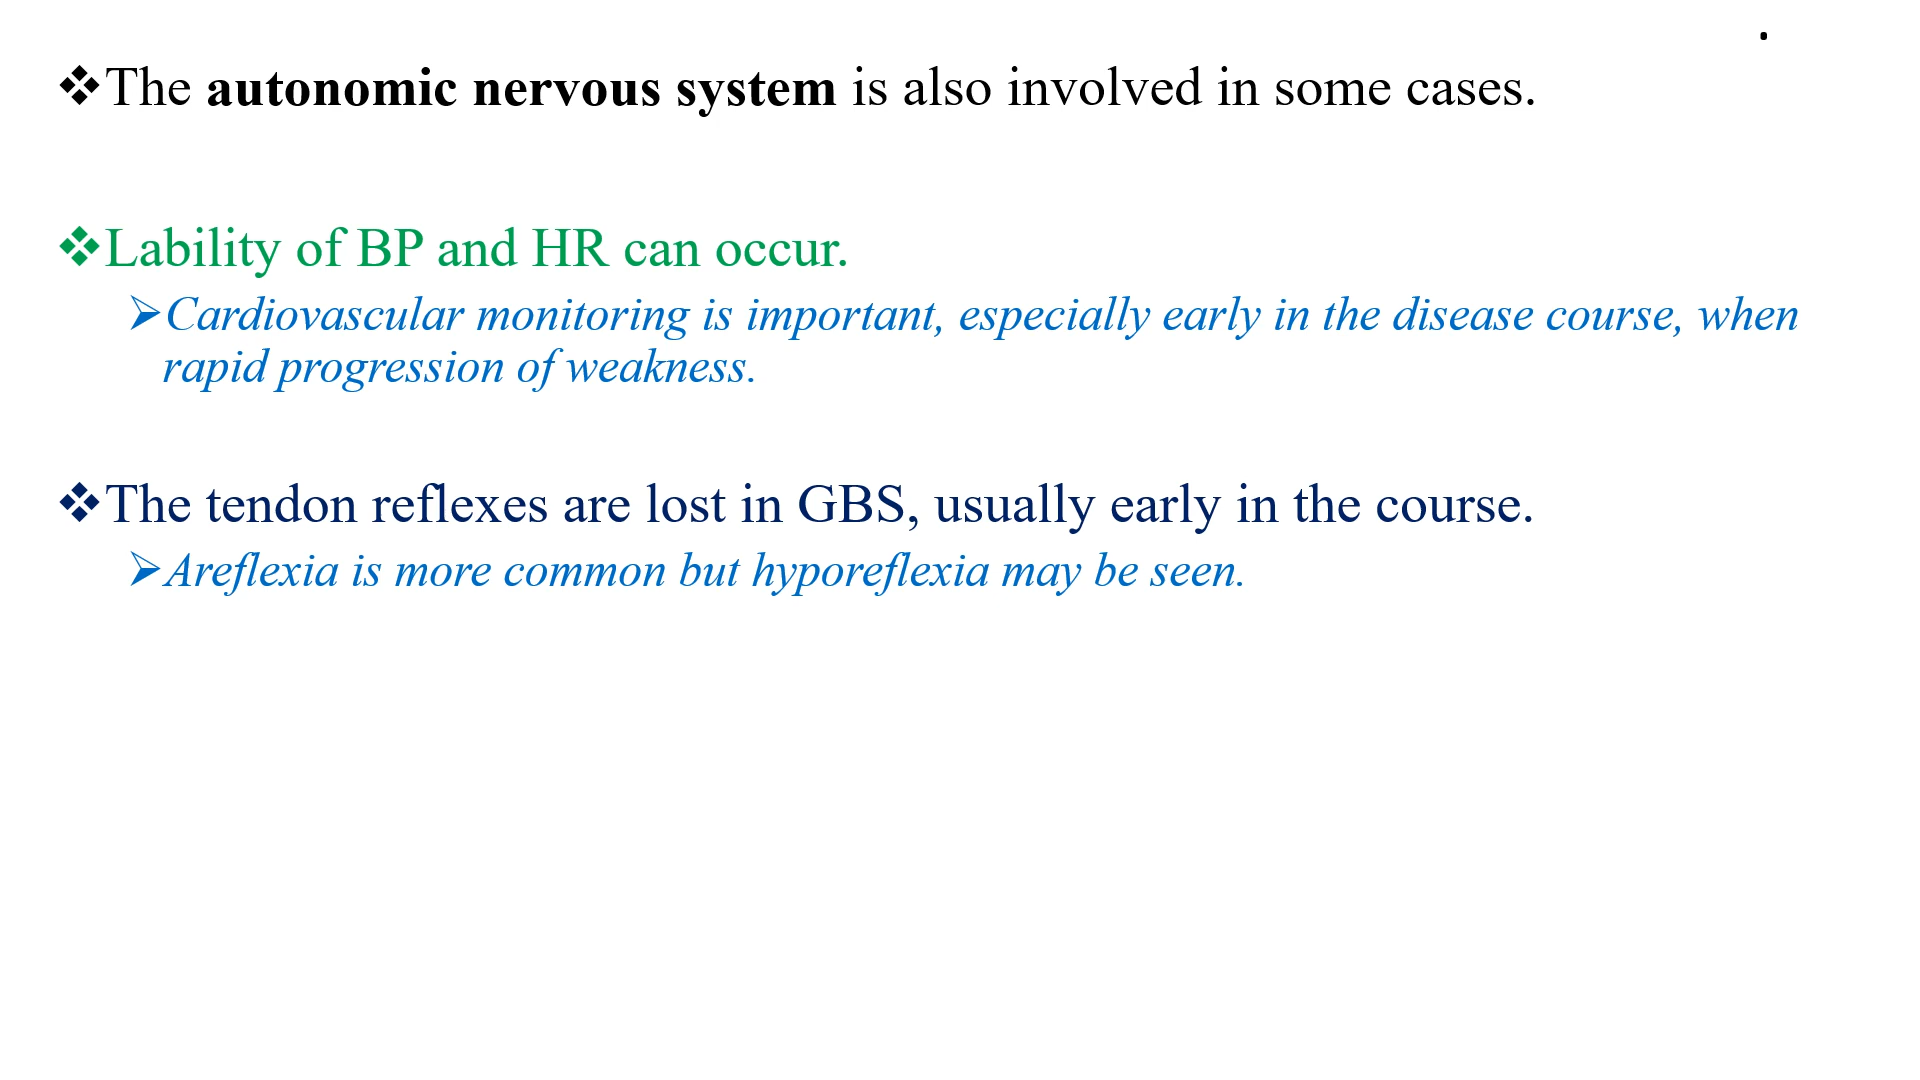 .
❖The autonomic nervous system is also involved in some cases.
❖Lability of BP and HR can occur.
➢Cardiovascular monitoring is important, especially early in the disease course, when
rapid progression of weakness.
❖The tendon reflexes are lost in GBS, usually early in the course.
➢Areflexia is more common but hyporeflexia may be seen.